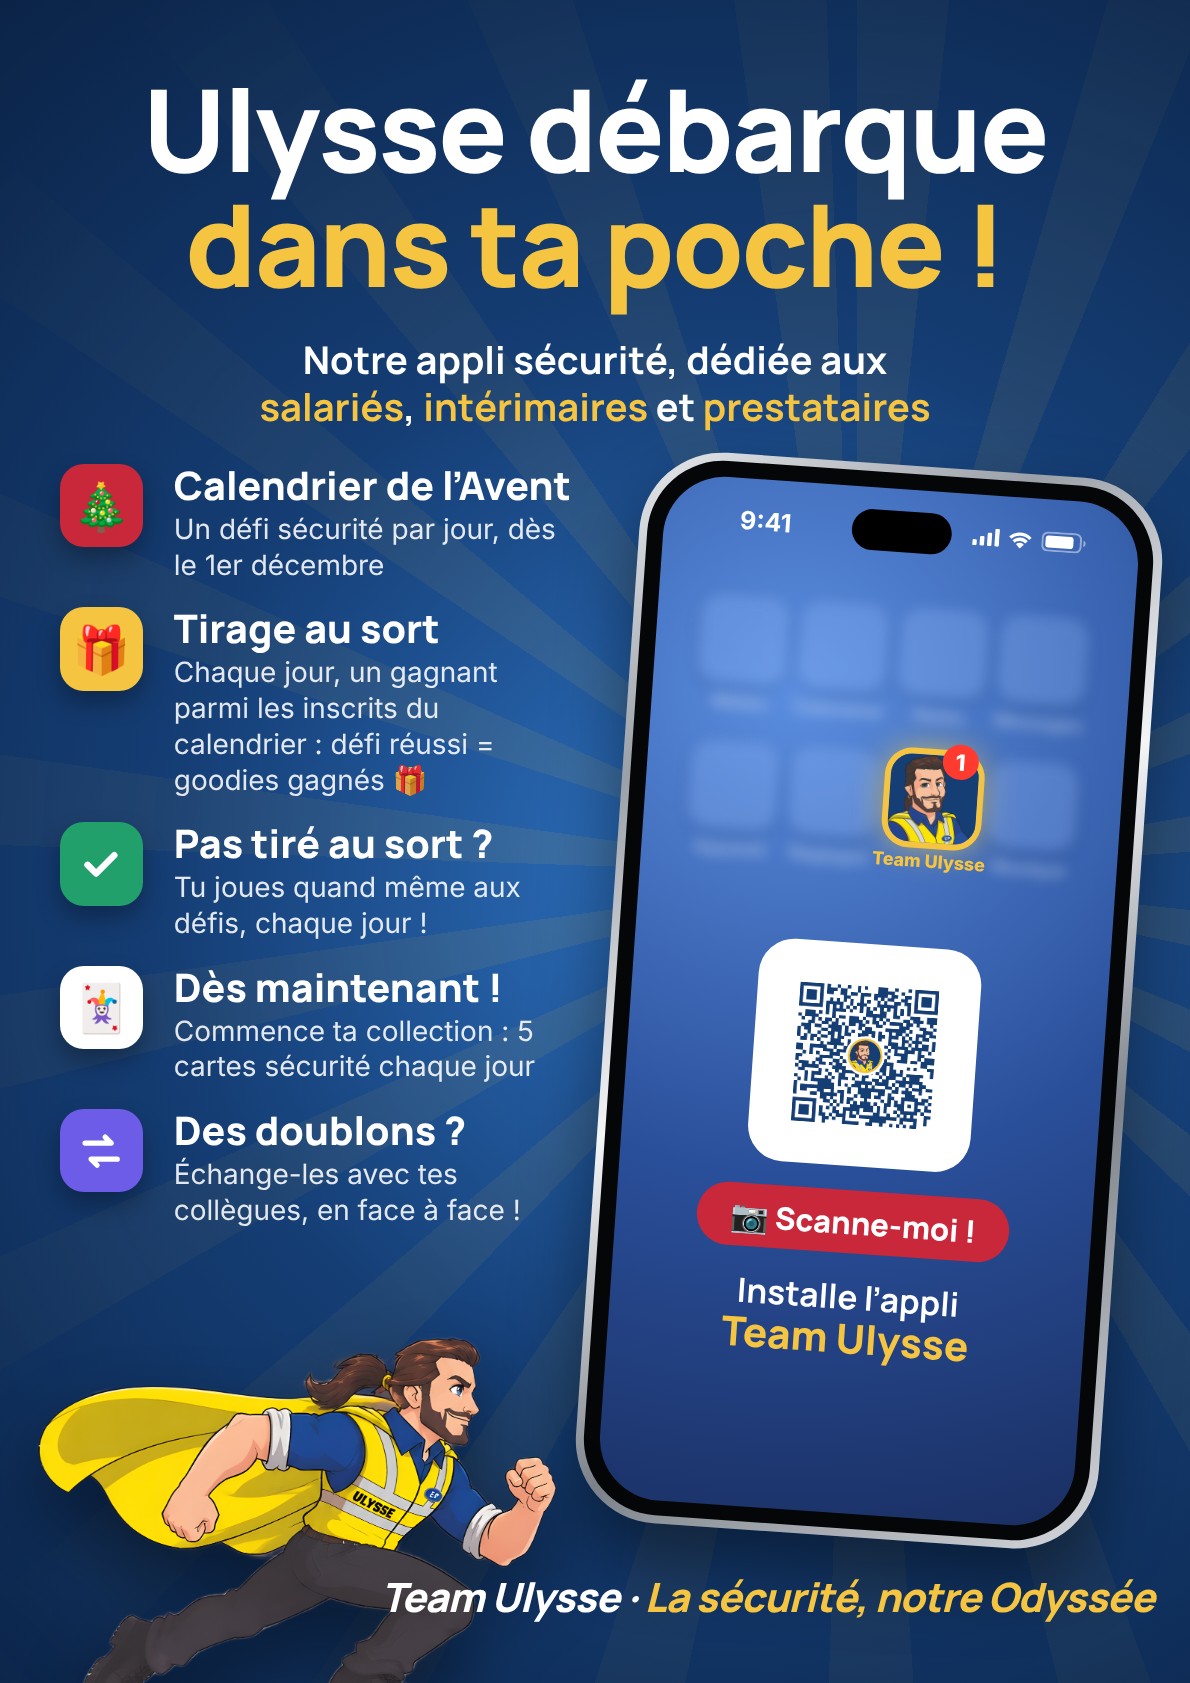 Ulysse débarque
dans ta poche !
Notre appli sécurité, dédiée aux
salariés, intérimaires et prestataires
Calendrier de l'Avent
Un défi sécurité par jour, dès
le 1er décembre
Tirage au sort
Chaque jour, un gagnant
parmi les inscrits du
calendrier : défi réussi =
goodies gagnés 🎁
Pas tiré au sort ?
Tu joues quand même aux
défis, chaque jour !
Dès maintenant !
Commence ta collection : 5
cartes sécurité chaque jour
Des doublons ?
Échange-les avec tes
collègues, en face à face !
9:41
1
Team Ulysse
📷 Scanne-moi !
Installe l'appli
Team Ulysse
ULYSSE
Team Ulysse · La sécurité, notre Odyssée